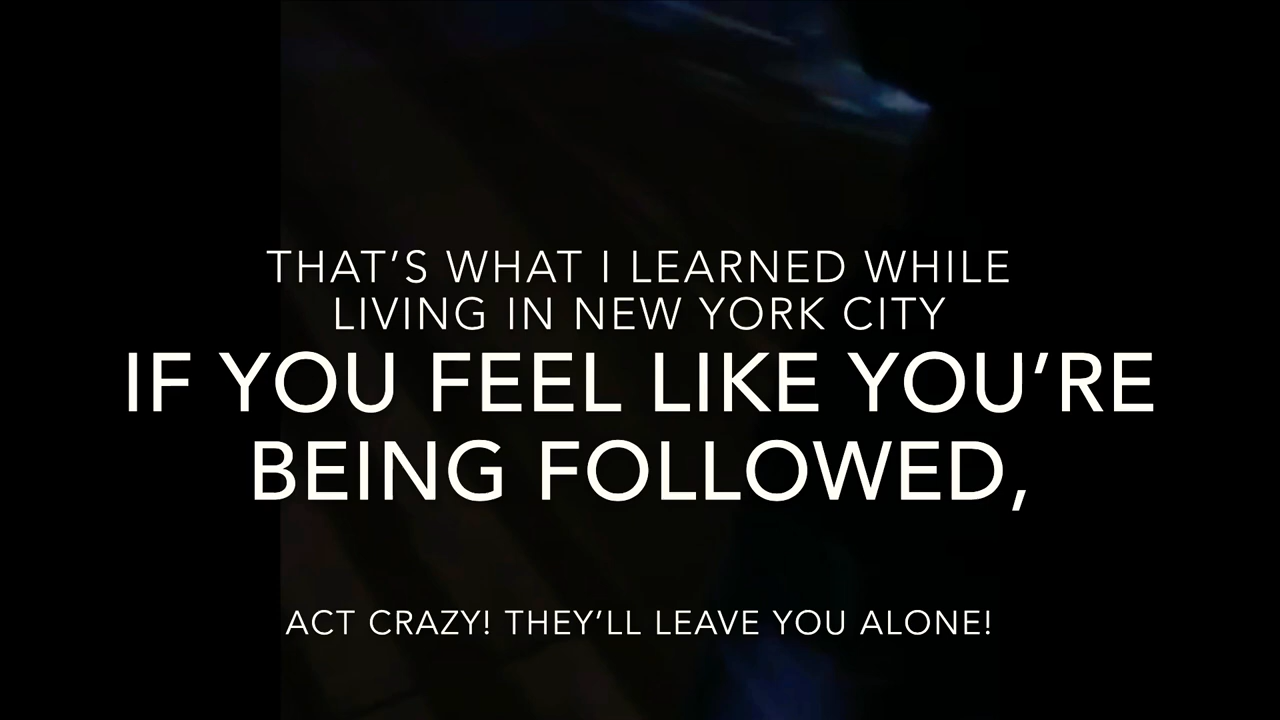 THAT’S WHAT I LEARNED WHILE
LIVING IN NEW YORK CITY
IF YOU FEEL LIKE YOU’RE
BEING FOLLOWED,
ACT CRAZY! THEY’LL LEAVE YOU ALONE!